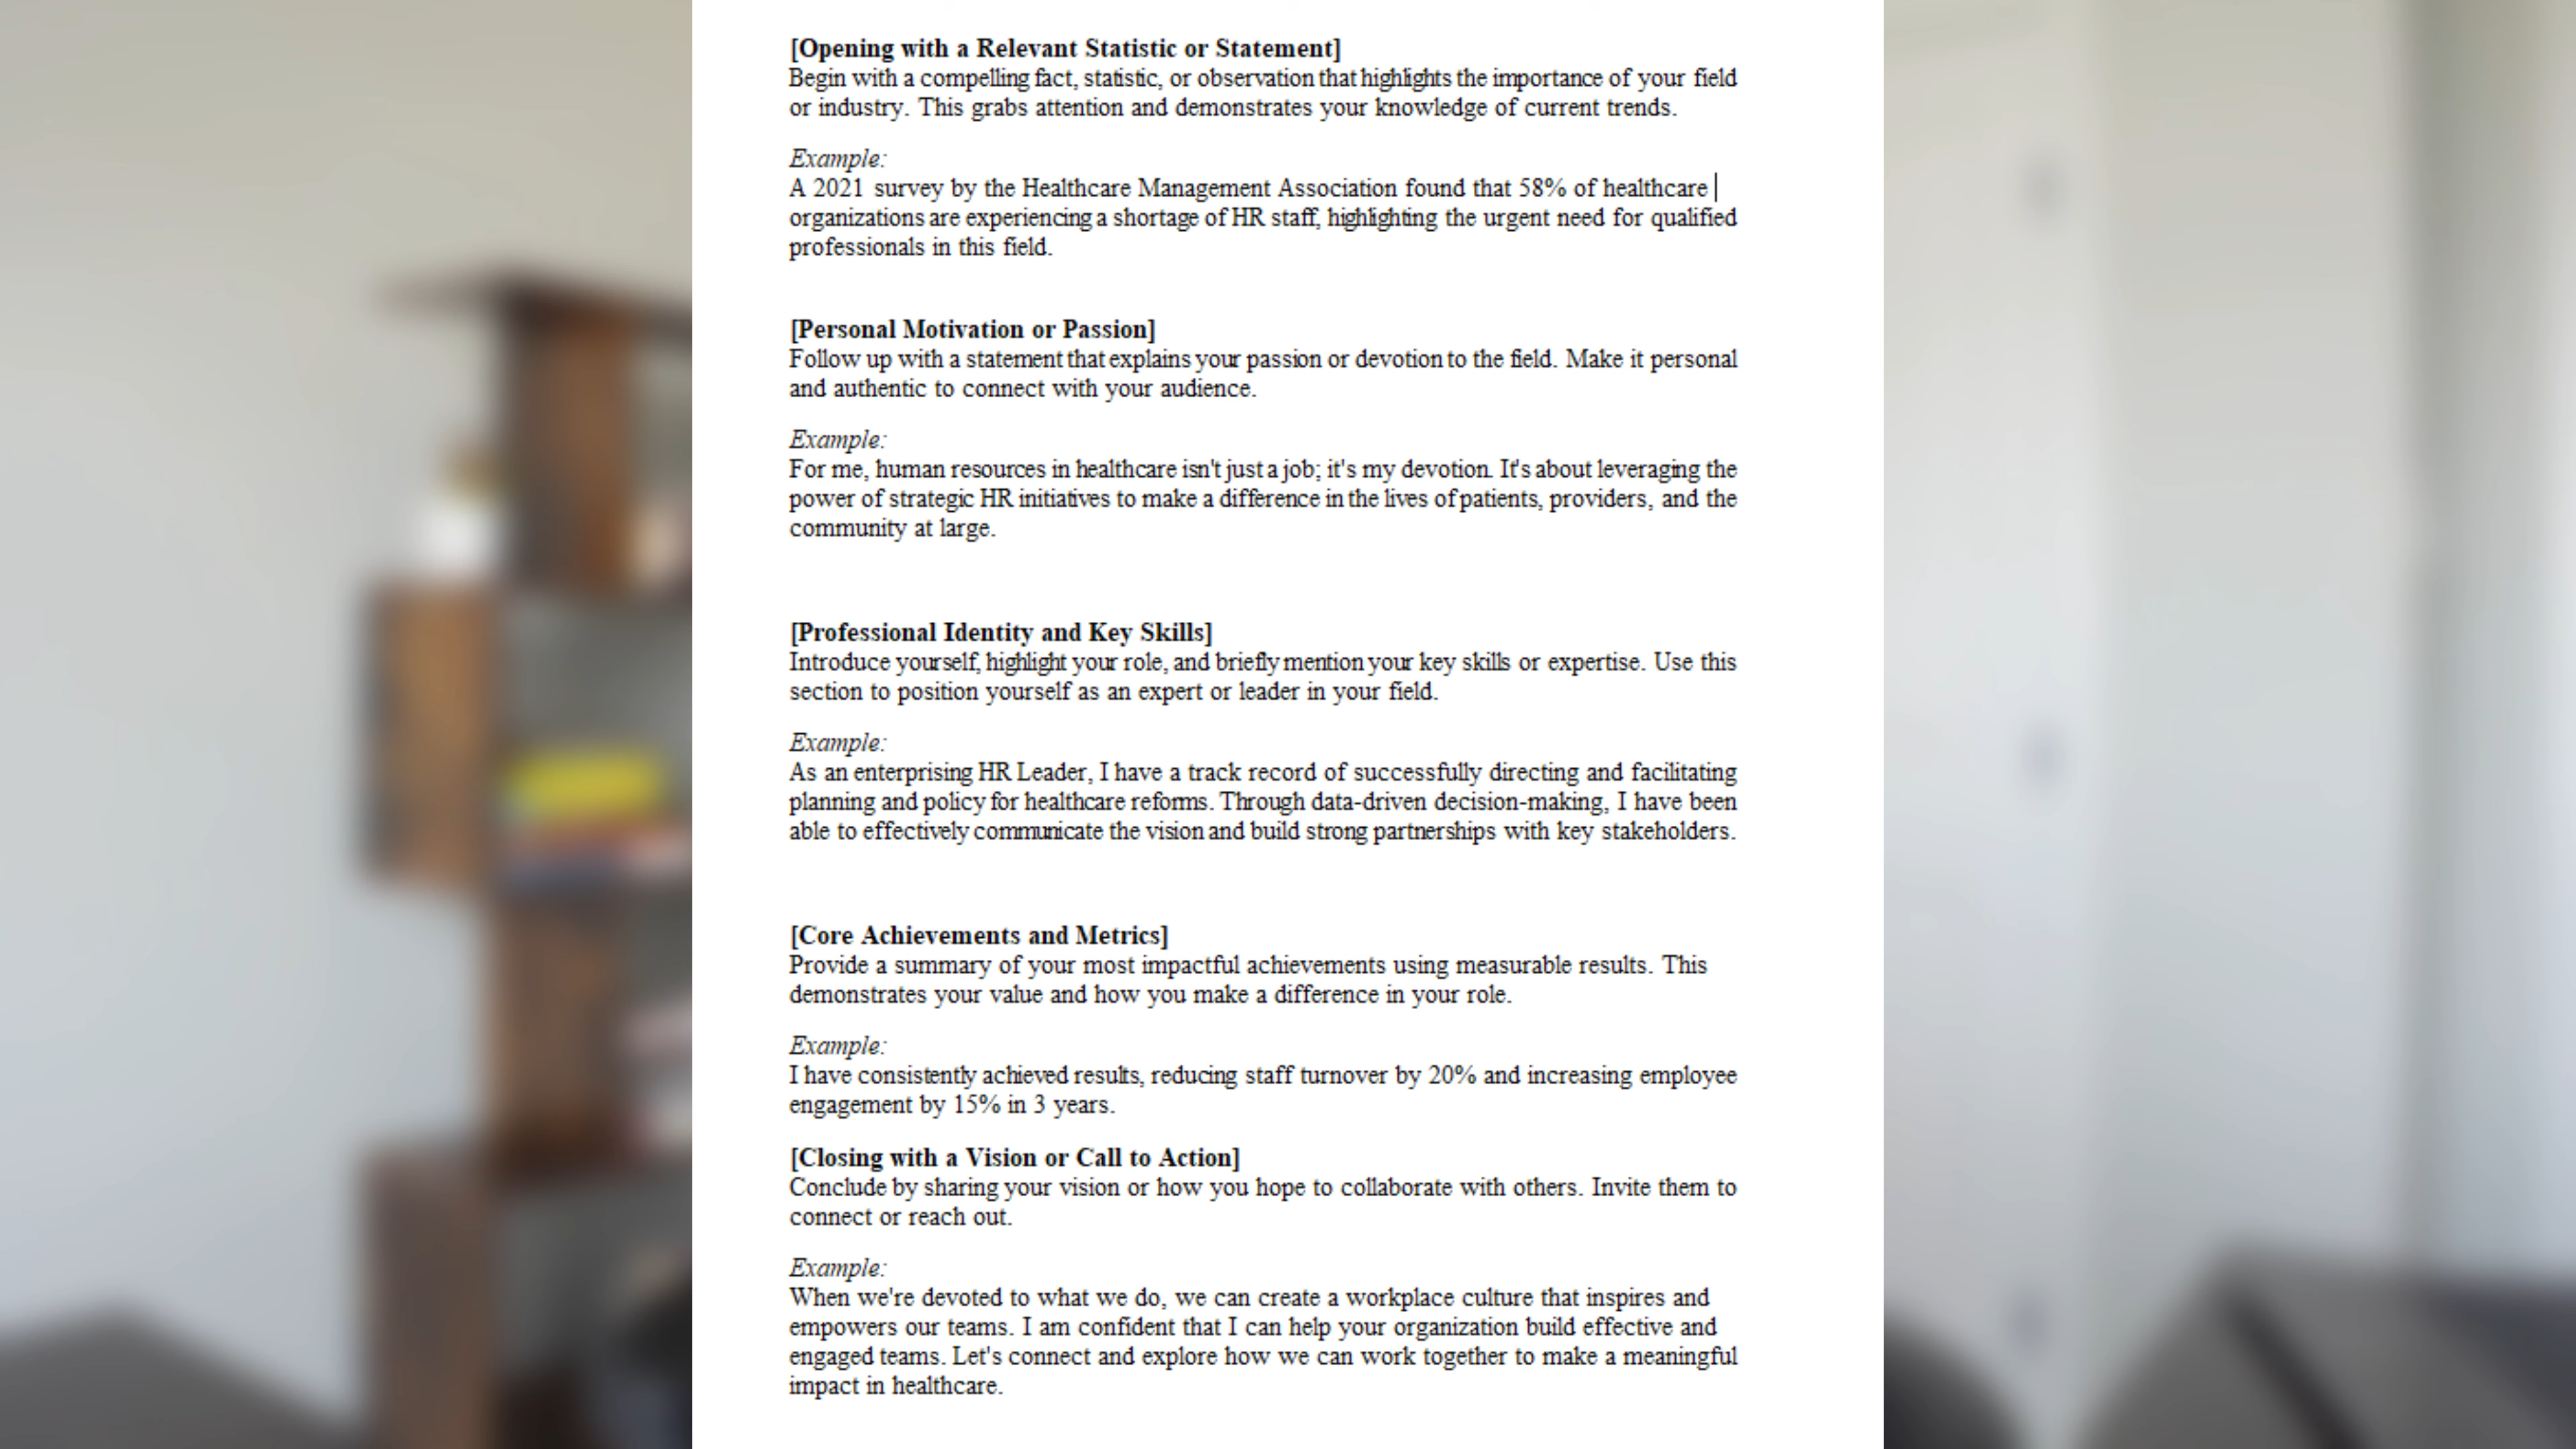 [Opening with a Relevant Statistic or Statement]
Begin with a compelling fact, statistic, or observation that highlights the importance of your field
or industry. This grabs attention and demonstrates your knowledge of current trends.
Example:
A 2021 survey by the Healthcare Management Association found that 58% of healthcare
organizations are experiencing a shortage of HR staff, highlighting the urgent need for qualified
professionals in this field.
[Personal Motivation or Passion]
Follow up with a statement that explains your passion or devotion to the field. Make it personal
and authentic to connect with your audience.
Example:
For me, human resources in healthcare isn't just a job; it's my devotion. It's about leveraging the
power of strategic HR initiatives to make a difference in the lives of patients, providers, and the
community at large.
[Professional Identity and Key Skills]
Introduce yourself, highlight your role, and briefly mention your key skills or expertise. Use this
section to position yourself as an expert or leader in your field.
Example:
As an enterprising HR Leader, I have a track record of successfully directing and facilitating
planning and policy for healthcare reforms. Through data-driven decision-making, I have been
able to effectively communicate the vision and build strong partnerships with key stakeholders.
[Core Achievements and Metrics]
Provide a summary of your most impactful achievements using measurable results. This
demonstrates your value and how you make a difference in your role.
Example:
I have consistently achieved results, reducing staff turnover by 20% and increasing employee
engagement by 15% in 3 years.
[Closing with a Vision or Call to Action]
Conclude by sharing your vision or how you hope to collaborate with others. Invite them to
connect or reach out.
Example:
When we're devoted to what we do, we can create a workplace culture that inspires and
empowers our teams. I am confident that I can help your organization build effective and
engaged teams. Let's connect and explore how we can work together to make a meaningful
impact in healthcare.